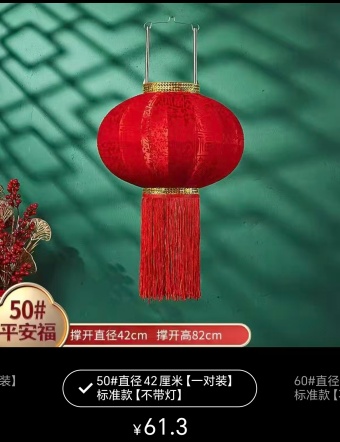 50#
平安福
撑开直径42cm 撑开高82cm
装】
50#直径42厘米【一对装】
标准款【不带灯】
60#直径
标准款【
¥61.3